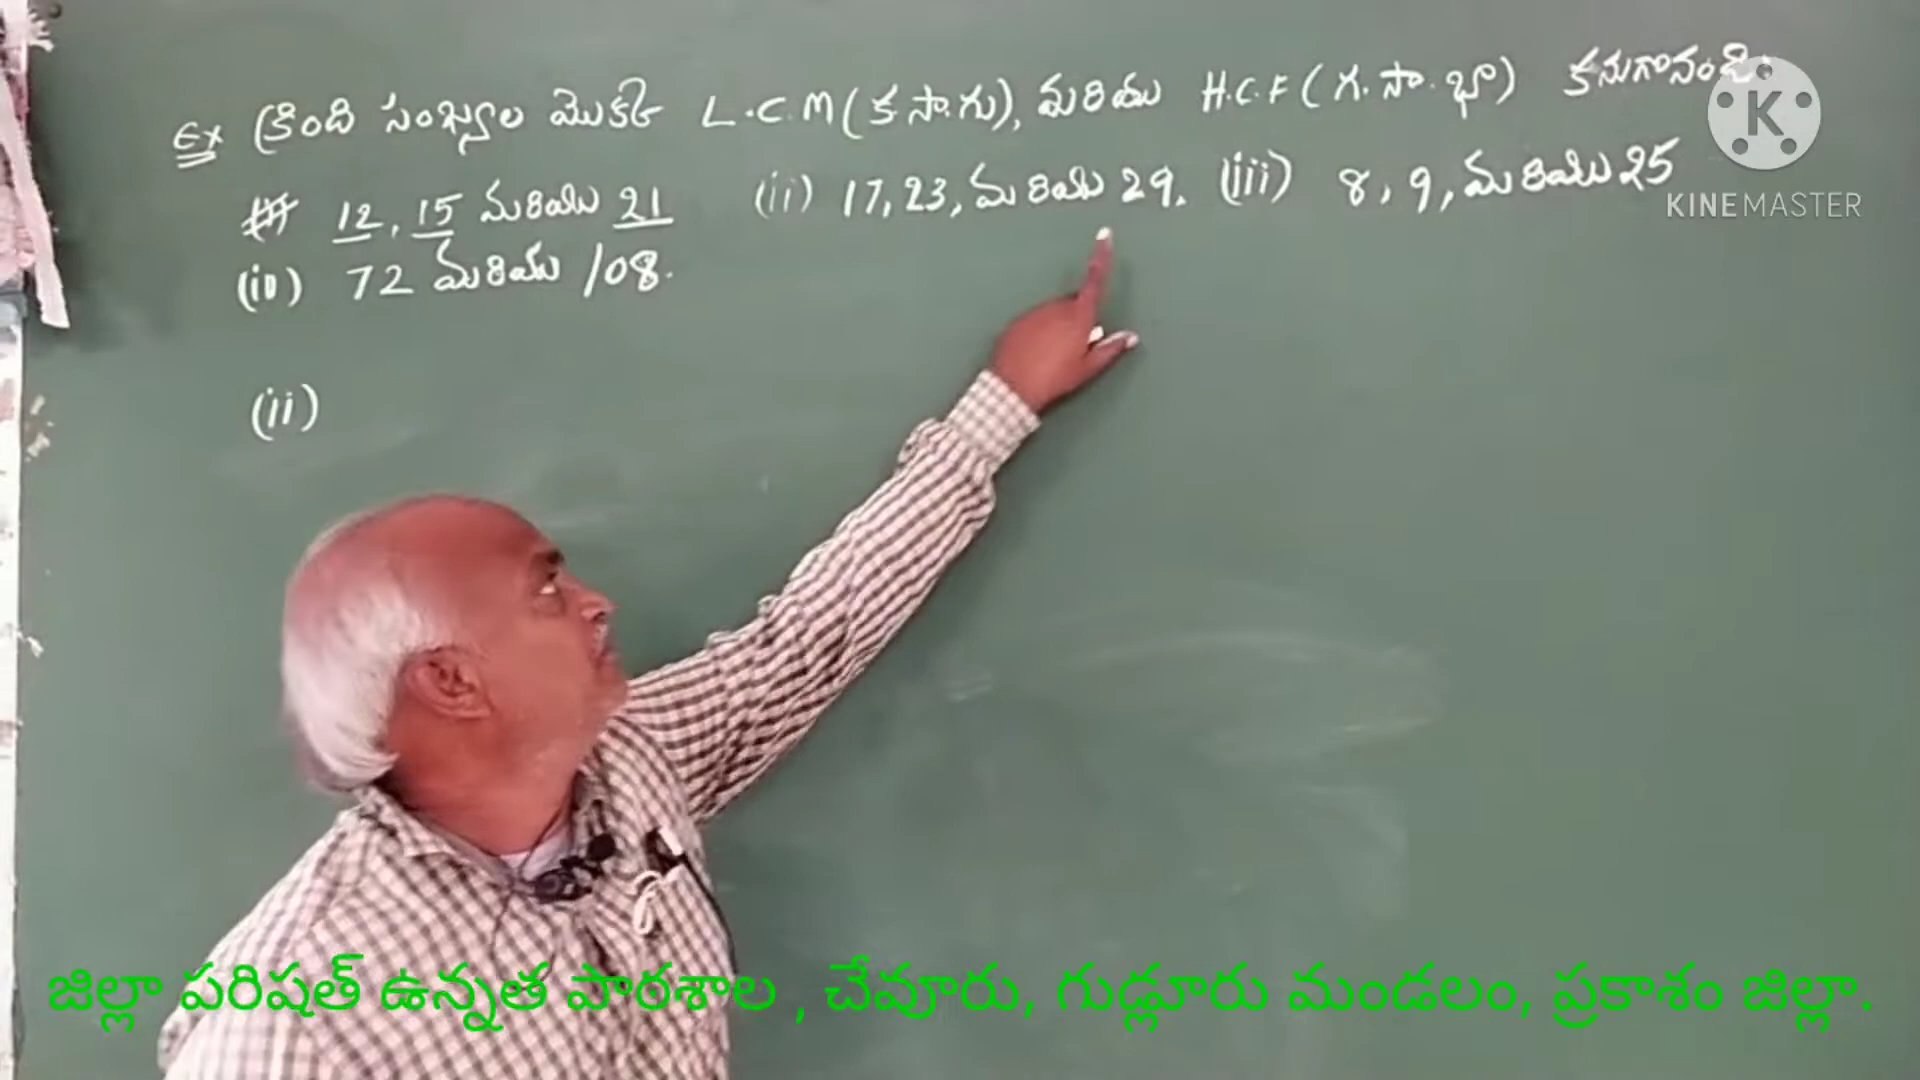 Ex క్రింది సంఖ్యల మొక్క L.C.M (క.సా.గు), మరియు H.C.F (గ.సా.భా) కనుగొనండి.
12, 15 మరియు 21 (ii) 17, 23, మరియు 29. (iii) 8, 9, మరియు 25
(iv) 72 మరియు 108.
(ii)
K
KINEMASTER
జిల్లా పరిషత్ ఉన్నత పాఠశాల , చేవూరు, గుడ్లూరు మండలం, ప్రకాశం జిల్లా.